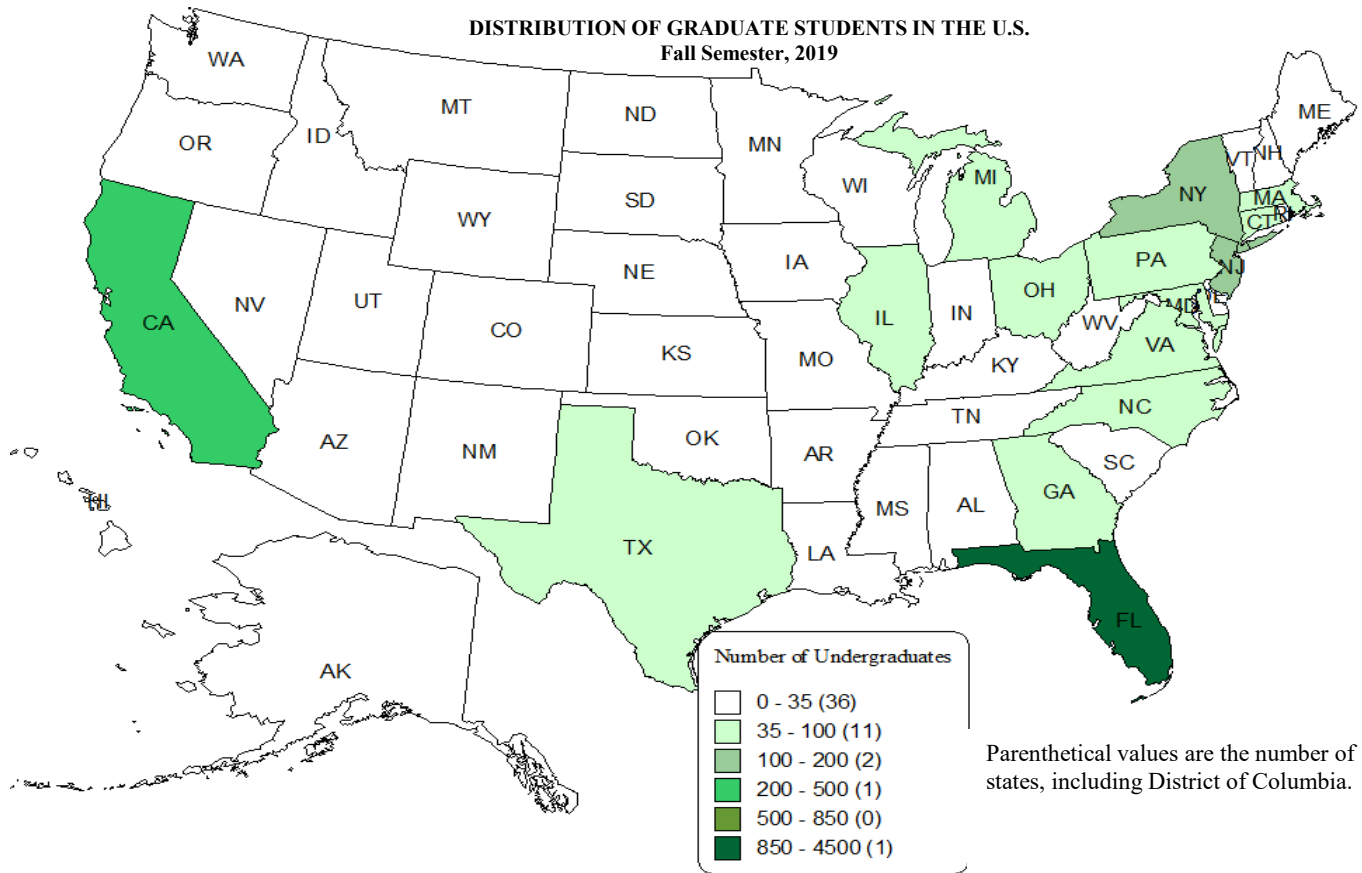 DISTRIBUTION OF GRADUATE STUDENTS IN THE U.S.
Fall Semester, 2019
WA
MT
ND
MN
ME
OR
ID
VT
NH
WI
MI
NY
SD
WY
MA
RI
CT
IA
PA
NE
NJ
OH
NV
UT
IL
IN
MD
CA
CO
WV
VA
KS
MO
KY
NC
TN
AZ
OK
NM
AR
SC
GA
HI
MS
AL
TX
LA
FL
AK
Number of Undergraduates
0 - 35 (36)
35 - 100 (11)
100 - 200 (2)
200 - 500 (1)
500 - 850 (0)
850 - 4500 (1)
Parenthetical values are the number of
states, including District of Columbia.